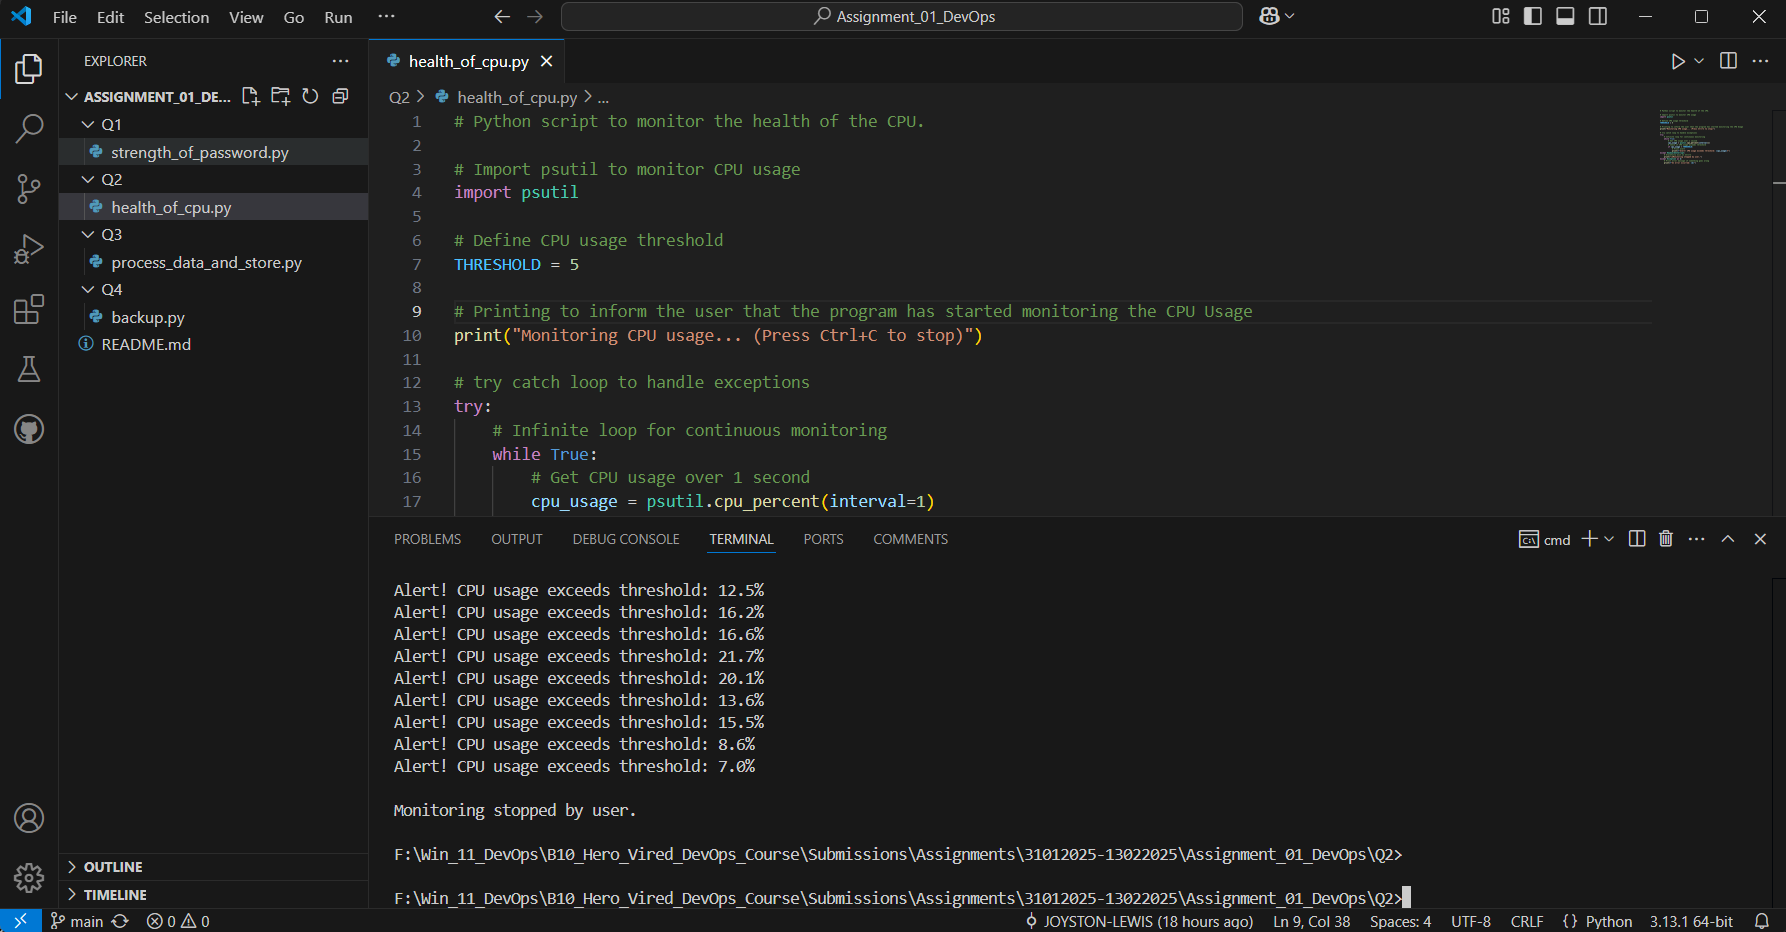 File Edit Selection View Go Run ··· Assignment_01_DevOps
EXPLORER ···
ASSIGNMENT_01_DE...
Q1
strength_of_password.py
Q2
health_of_cpu.py
Q3
process_data_and_store.py
Q4
backup.py
README.md
OUTLINE
TIMELINE
health_of_cpu.py
Q2 > health_of_cpu.py > ...
1 # Python script to monitor the health of the CPU.
2
3 # Import psutil to monitor CPU usage
4 import psutil
5
6 # Define CPU usage threshold
7 THRESHOLD = 5
8
9 # Printing to inform the user that the program has started monitoring the CPU Usage
10 print("Monitoring CPU usage... (Press Ctrl+C to stop)")
11
12 # try catch loop to handle exceptions
13 try:
14 # Infinite loop for continuous monitoring
15 while True:
16 # Get CPU usage over 1 second
17 cpu_usage = psutil.cpu_percent(interval=1)
PROBLEMS OUTPUT DEBUG CONSOLE TERMINAL PORTS COMMENTS cmd
Alert! CPU usage exceeds threshold: 12.5%
Alert! CPU usage exceeds threshold: 16.2%
Alert! CPU usage exceeds threshold: 16.6%
Alert! CPU usage exceeds threshold: 21.7%
Alert! CPU usage exceeds threshold: 20.1%
Alert! CPU usage exceeds threshold: 13.6%
Alert! CPU usage exceeds threshold: 15.5%
Alert! CPU usage exceeds threshold: 8.6%
Alert! CPU usage exceeds threshold: 7.0%
Monitoring stopped by user.
F:\Win_11_DevOps\B10_Hero_Vired_DevOps_Course\Submissions\Assignments\31012025-13022025\Assignment_01_DevOps\Q2>
F:\Win_11_DevOps\B10_Hero_Vired_DevOps_Course\Submissions\Assignments\31012025-13022025\Assignment_01_DevOps\Q2>
main 0 0 JOYSTON-LEWIS (18 hours ago) Ln 9, Col 38 Spaces: 4 UTF-8 CRLF {} Python 3.13.1 64-bit